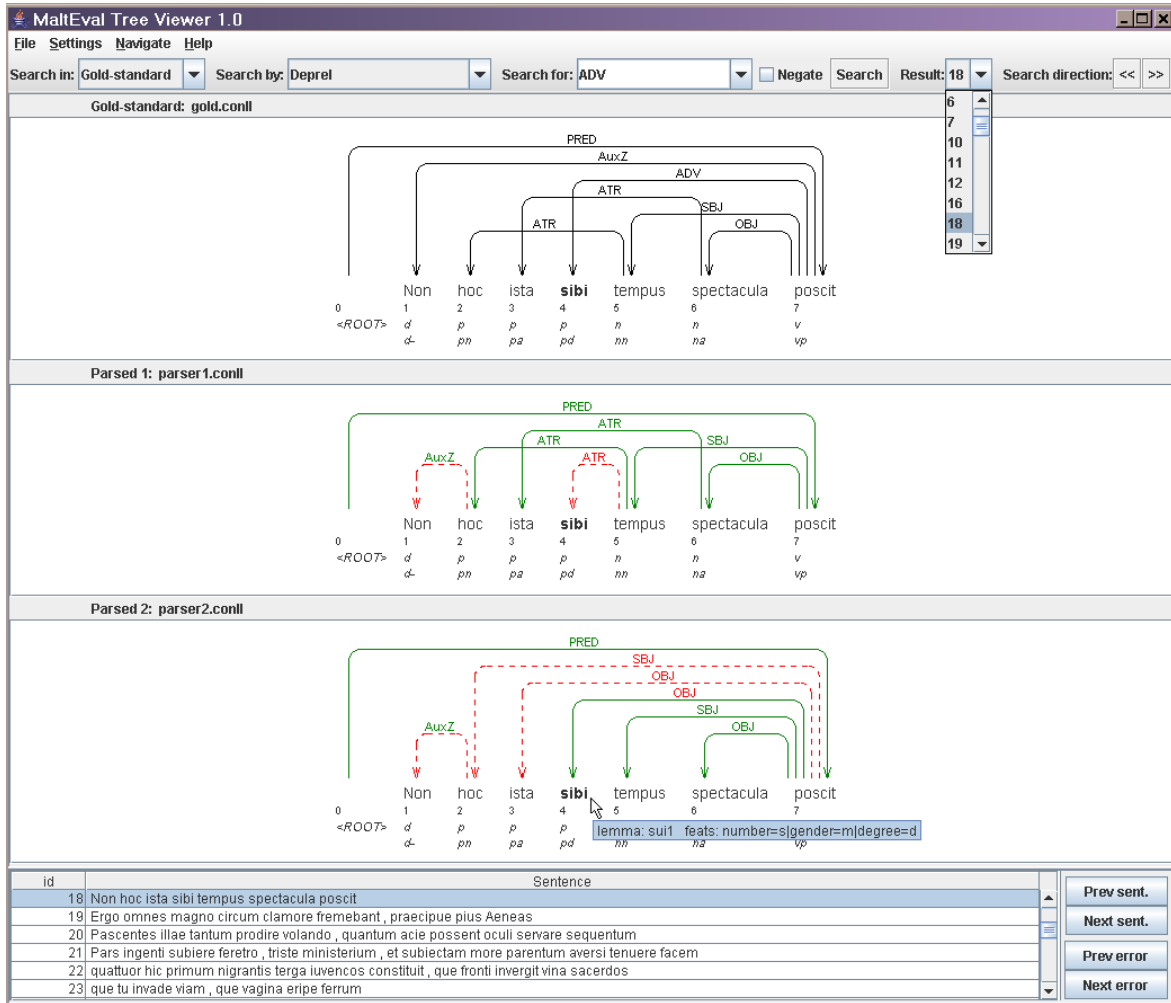 MaltEval Tree Viewer 1.0
File Settings Navigate Help
Search in: Gold-standard Search by: Deprel Search for: ADV Negate Search Result: 18 Search direction: << >>
6
7
10
11
12
16
18
19
Gold-standard: gold.conll
PRED
AuxZ
ADV
ATR
SBJ
ATR OBJ
Non hoc ista sibi tempus spectacula poscit
0 1 2 3 4 5 6 7
<ROOT> d p p p n n v
d- pn pa pd nn na vp
Parsed 1: parser1.conll
PRED
ATR
ATR SBJ
AuxZ ATR OBJ
Non hoc ista sibi tempus spectacula poscit
0 1 2 3 4 5 6 7
<ROOT> d p p p n n v
d- pn pa pd nn na vp
Parsed 2: parser2.conll
PRED
SBJ
OBJ
OBJ
SBJ
AuxZ OBJ
Non hoc ista sibi tempus spectacula poscit
0 1 2 3 4 5 6 7
<ROOT> d p p p
lemma: sui1 feats: number=s|gender=m|degree=d
d- pn pa pd nn na vp
id Sentence
18 Non hoc ista sibi tempus spectacula poscit
19 Ergo omnes magno circum clamore fremebant , praecipue pius Aeneas
20 Pascentes illae tantum prodire volando , quantum acie possent oculi servare sequentum
21 Pars ingenti subiere feretro , triste ministerium , et subiectam more parentum aversi tenuere facem
22 quattuor hic primum nigrantis terga iuvencos constituit , que fronti invergit vina sacerdos
23 que tu invade viam , que vagina eripe ferrum
Prev sent.
Next sent.
Prev error
Next error